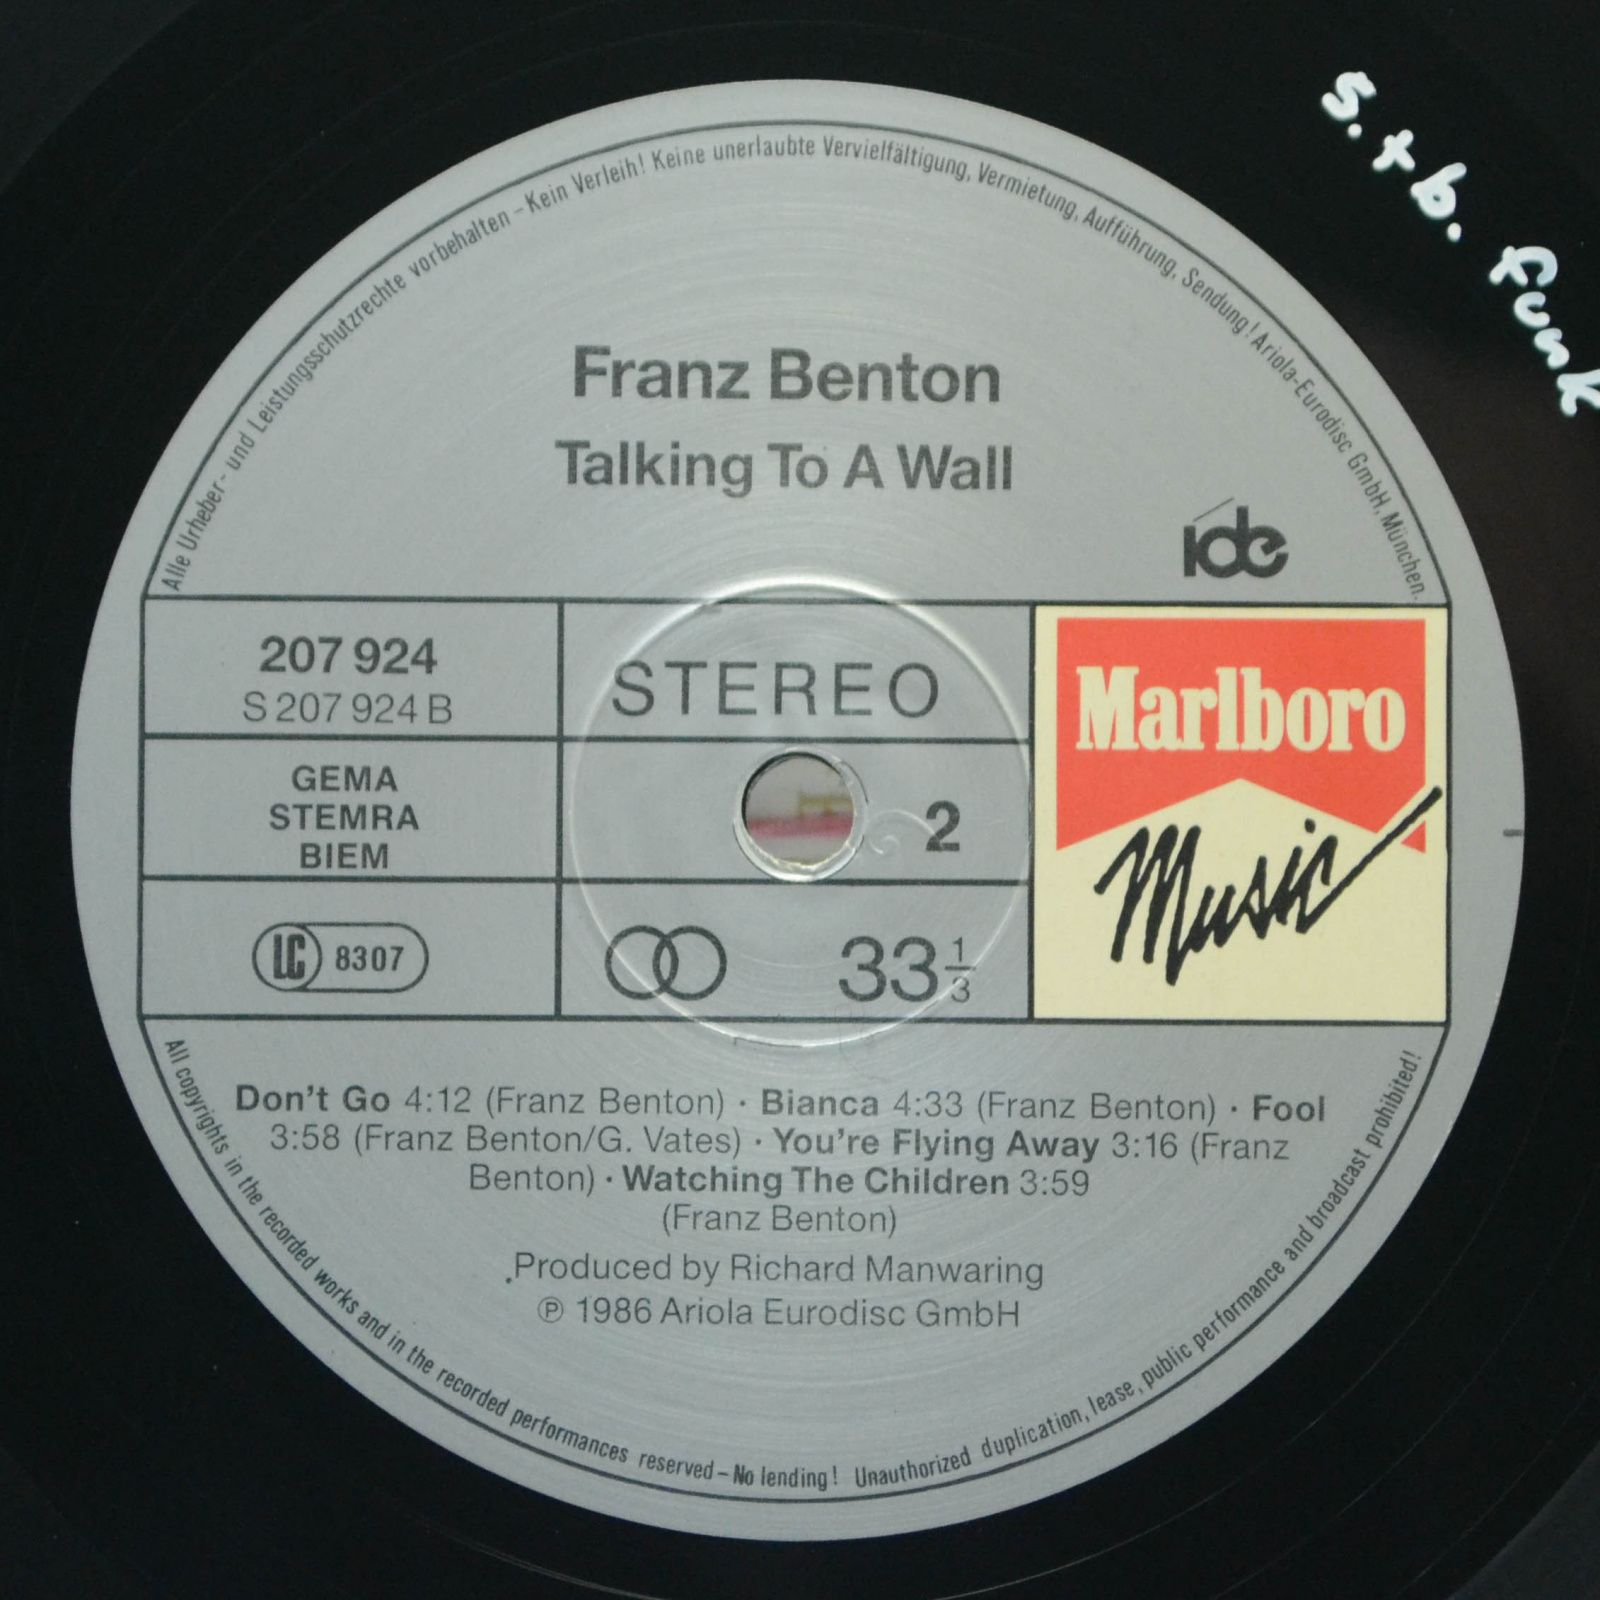 Alle Urheber- und Leistungsschutzrechte vorbehalten – Kein Verleih! Keine unerlaubte Vervielfältigung, Vermietung, Aufführung, Sendung! Ariola-Eurodisc GmbH, München.
s.+b. funk
Franz Benton
Talking To A Wall
ide
207 924
S 207 924 B
STEREO
Marlboro
Music
GEMA
STEMRA
BIEM
2
LC 8307
33 1/3
Don't Go 4:12 (Franz Benton) · Bianca 4:33 (Franz Benton) · Fool
3:58 (Franz Benton/G. Vates) · You're Flying Away 3:16 (Franz
Benton) · Watching The Children 3:59
(Franz Benton)
Produced by Richard Manwaring
℗ 1986 Ariola Eurodisc GmbH
All copyrights in the recorded works and in the recorded performances reserved – No lending! Unauthorized duplication, lease, public performance and broadcast prohibited!